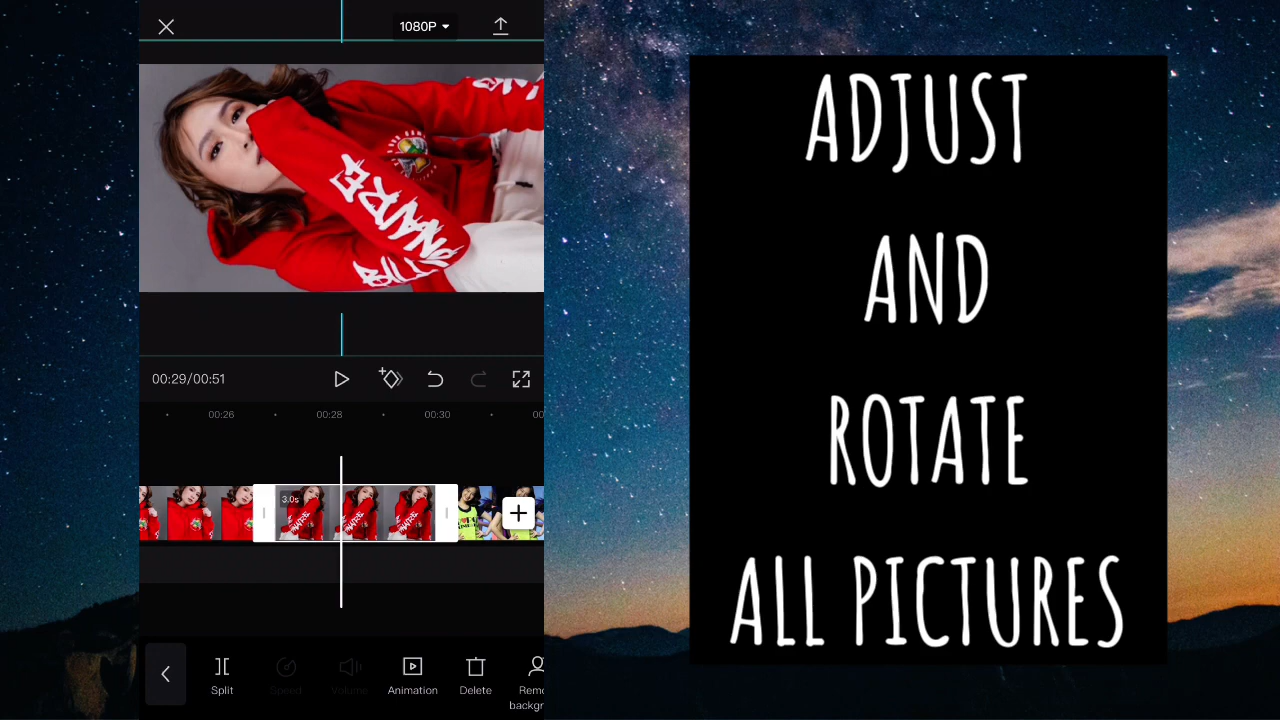 1080P
00:29/00:51
00:26
00:28
00:30
3.0s
Split
Speed
Volume
Animation
Delete
ADJUST
AND
ROTATE
ALL PICTURES